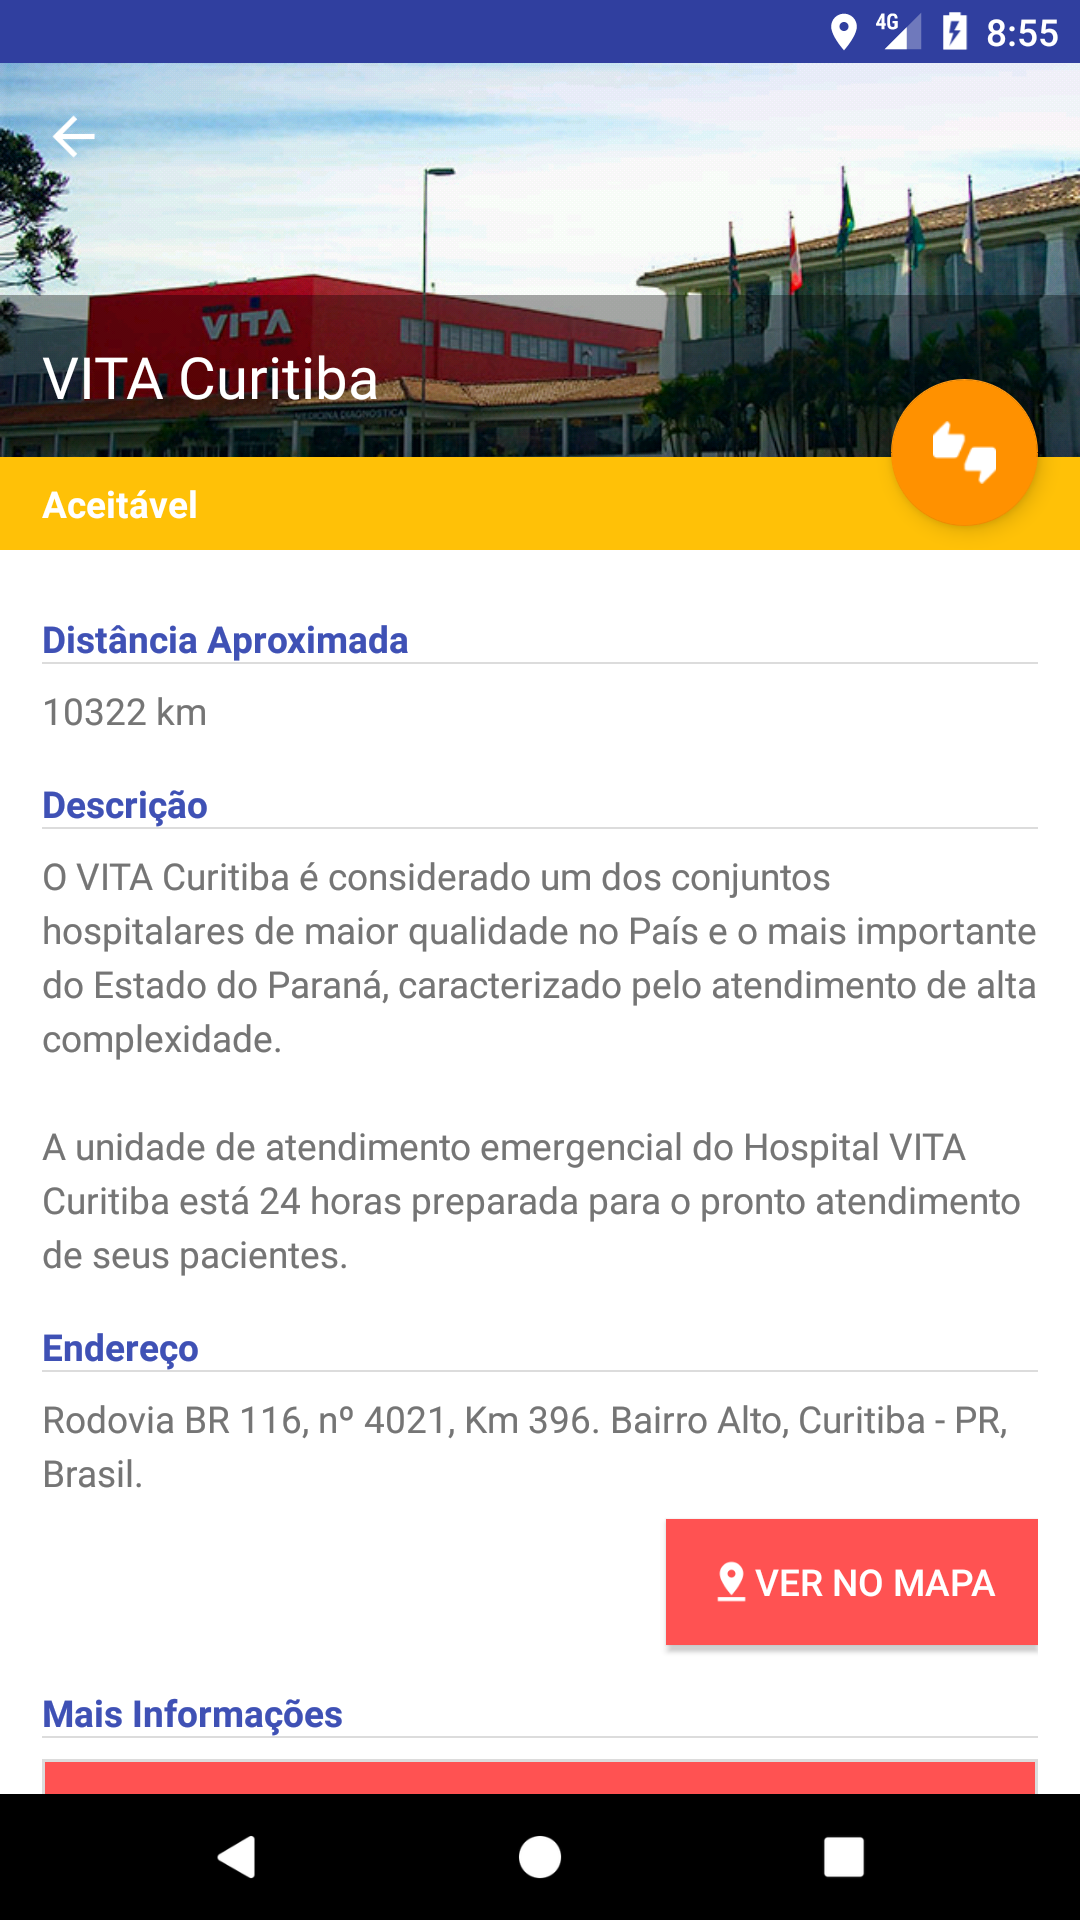 4G 8:55
VITA
VITA Curitiba
MEDICINA DIAGNÓSTICA
Aceitável
Distância Aproximada
10322 km
Descrição
O VITA Curitiba é considerado um dos conjuntos
hospitalares de maior qualidade no País e o mais importante
do Estado do Paraná, caracterizado pelo atendimento de alta
complexidade.
A unidade de atendimento emergencial do Hospital VITA
Curitiba está 24 horas preparada para o pronto atendimento
de seus pacientes.
Endereço
Rodovia BR 116, nº 4021, Km 396. Bairro Alto, Curitiba - PR,
Brasil.
VER NO MAPA
Mais Informações